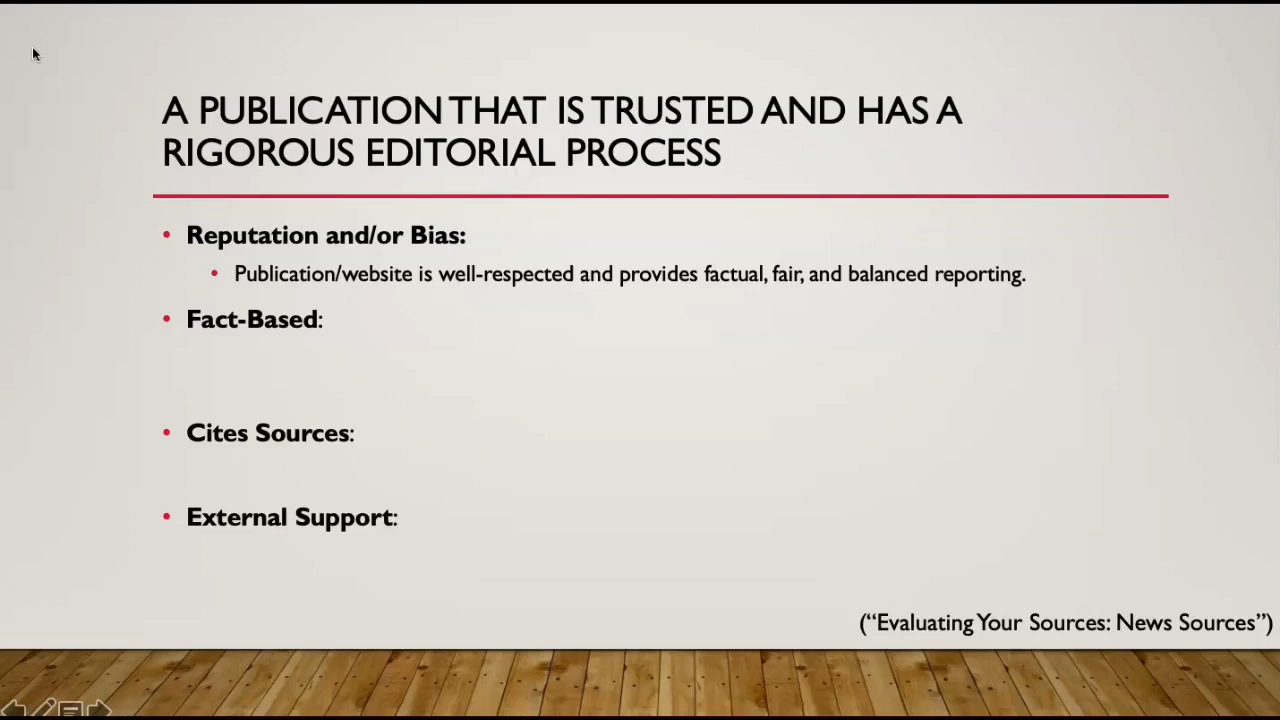 A PUBLICATION THAT IS TRUSTED AND HAS A
RIGOROUS EDITORIAL PROCESS
• Reputation and/or Bias:
• Publication/website is well-respected and provides factual, fair, and balanced reporting.
• Fact-Based:
• Cites Sources:
• External Support:
(“Evaluating Your Sources: News Sources”)